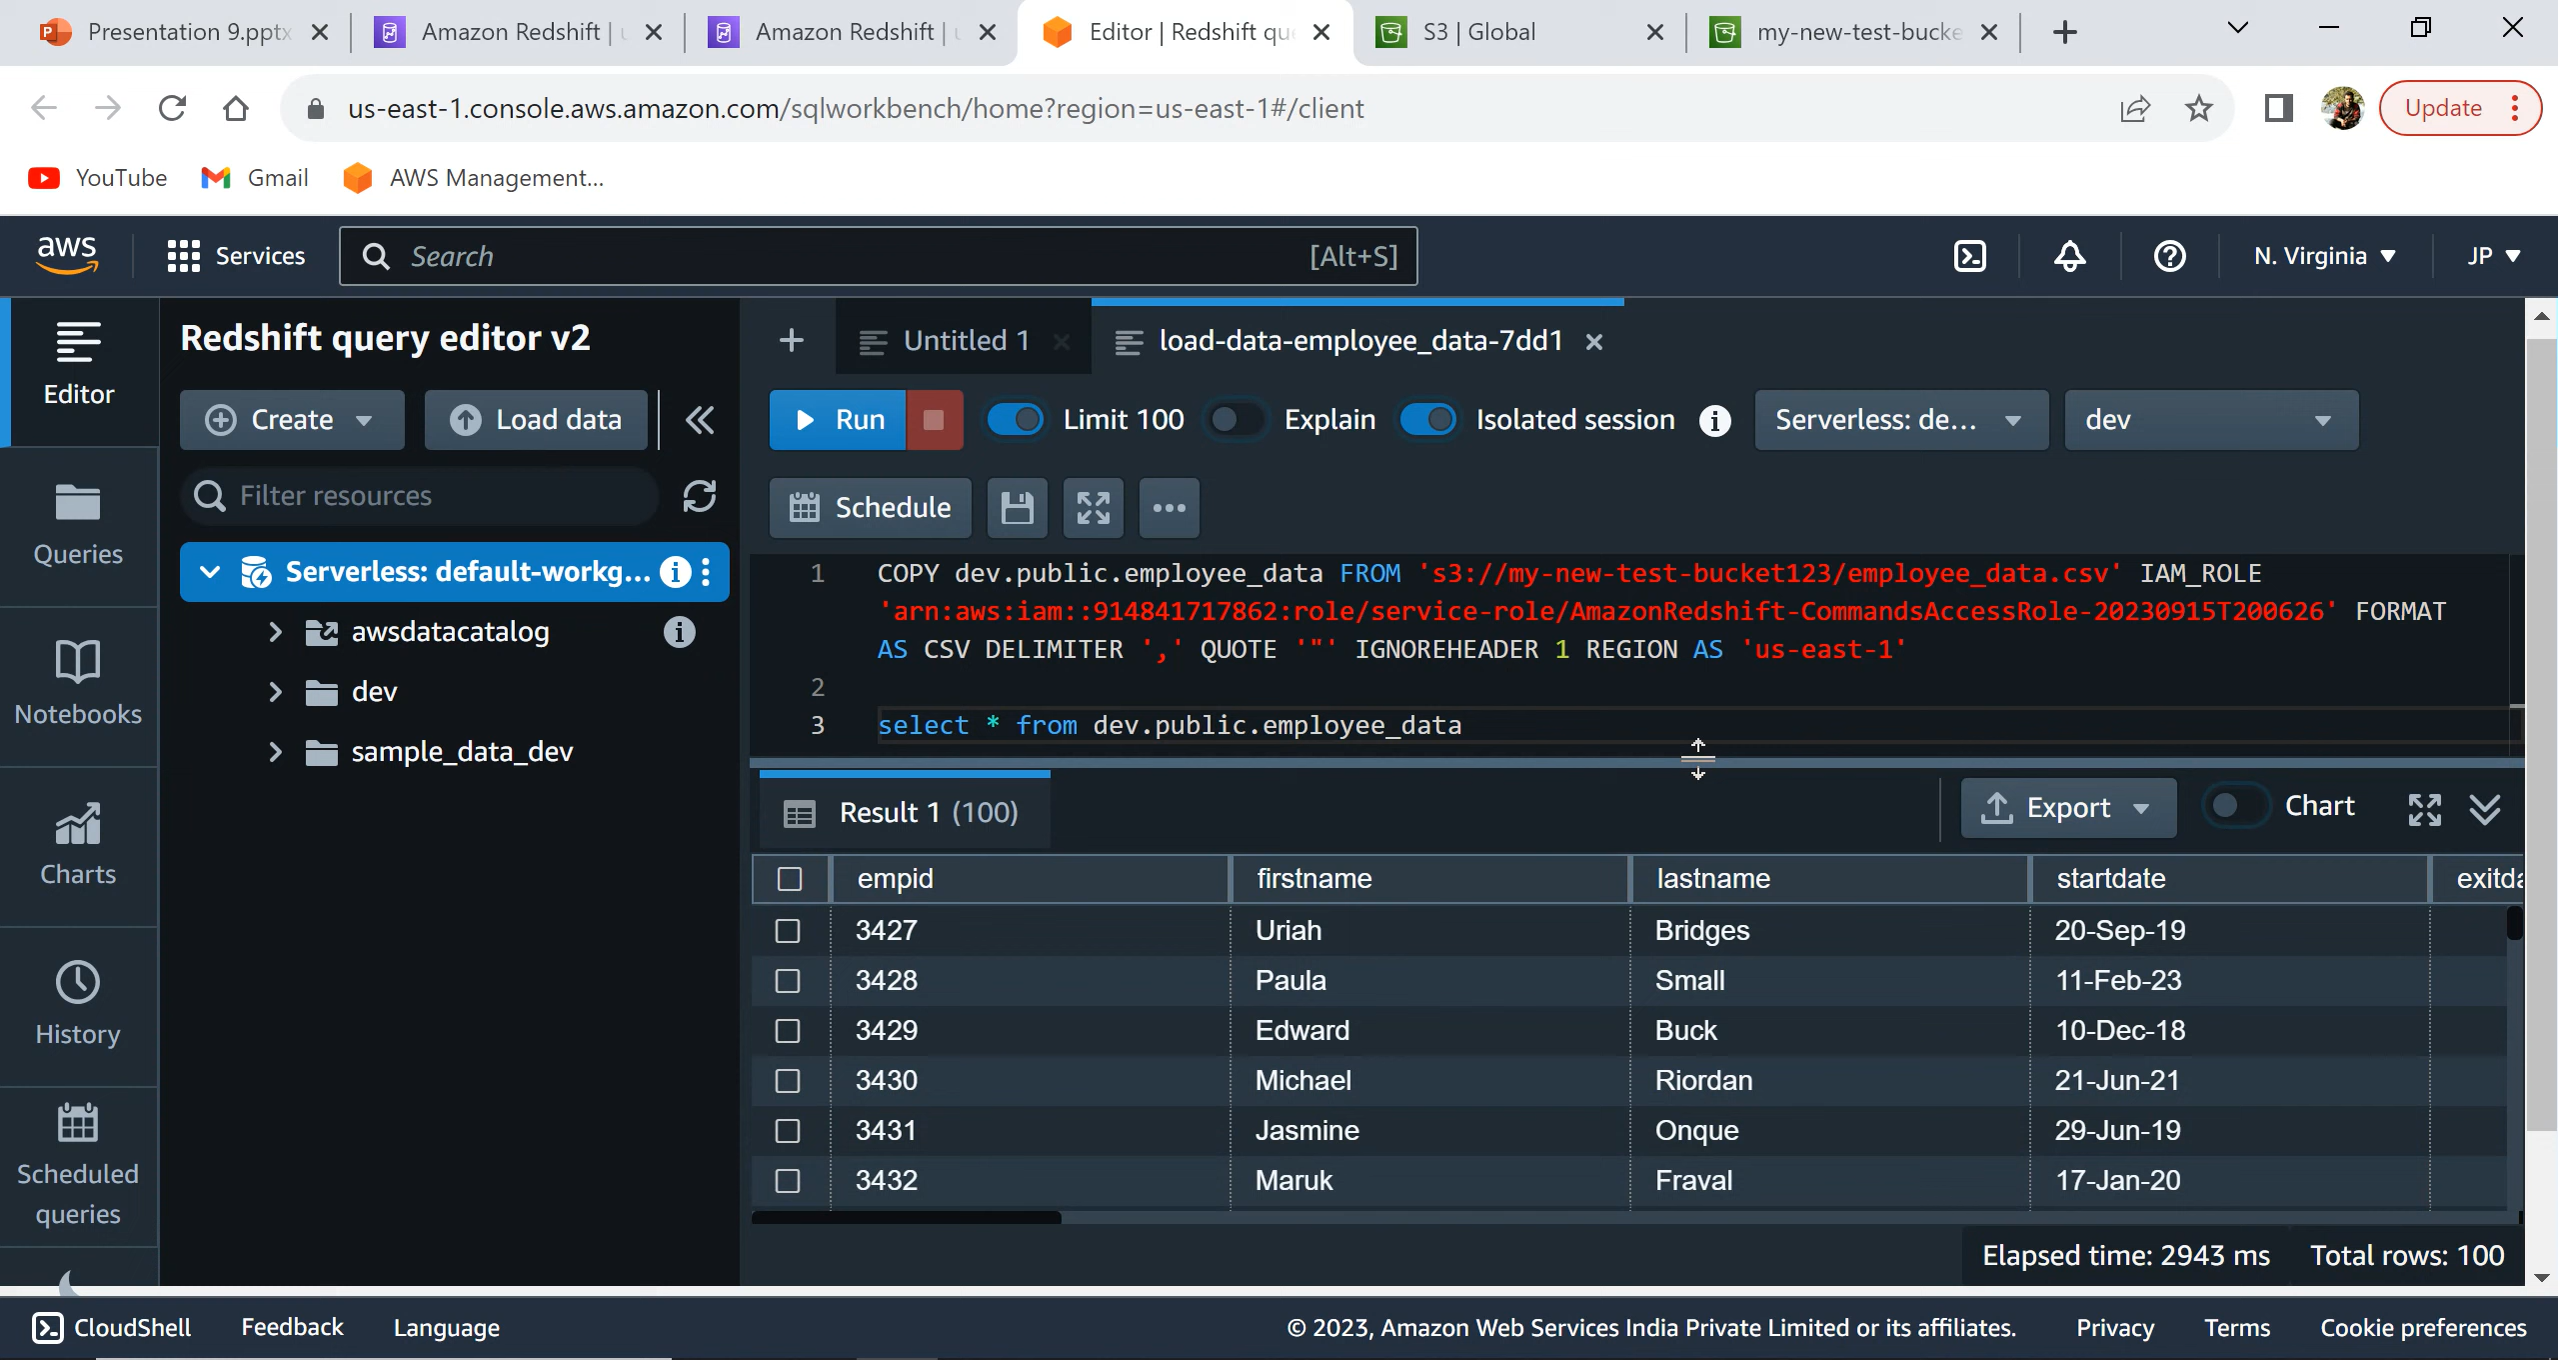 Presentation 9.pptx
Amazon Redshift |
Amazon Redshift |
Editor | Redshift que
S3 | Global
my-new-test-bucke
us-east-1.console.aws.amazon.com/sqlworkbench/home?region=us-east-1#/client
Update
YouTube
Gmail
AWS Management...
aws
Services
Search
[Alt+S]
N. Virginia
JP
Editor
Queries
Notebooks
Charts
History
Scheduled
queries
Redshift query editor v2
Create
Load data
Filter resources
Serverless: default-workg...
awsdatacatalog
dev
sample_data_dev
Untitled 1
load-data-employee_data-7dd1
Run
Limit 100
Explain
Isolated session
Serverless: de...
dev
Schedule
1 COPY dev.public.employee_data FROM 's3://my-new-test-bucket123/employee_data.csv' IAM_ROLE
'arn:aws:iam::914841717862:role/service-role/AmazonRedshift-CommandsAccessRole-20230915T200626' FORMAT
AS CSV DELIMITER ',' QUOTE '"' IGNOREHEADER 1 REGION AS 'us-east-1'
2
3 select * from dev.public.employee_data
Result 1 (100)
Export
Chart
empid firstname lastname startdate exitda
3427 Uriah Bridges 20-Sep-19
3428 Paula Small 11-Feb-23
3429 Edward Buck 10-Dec-18
3430 Michael Riordan 21-Jun-21
3431 Jasmine Onque 29-Jun-19
3432 Maruk Fraval 17-Jan-20
Elapsed time: 2943 ms Total rows: 100
CloudShell Feedback Language © 2023, Amazon Web Services India Private Limited or its affiliates. Privacy Terms Cookie preferences